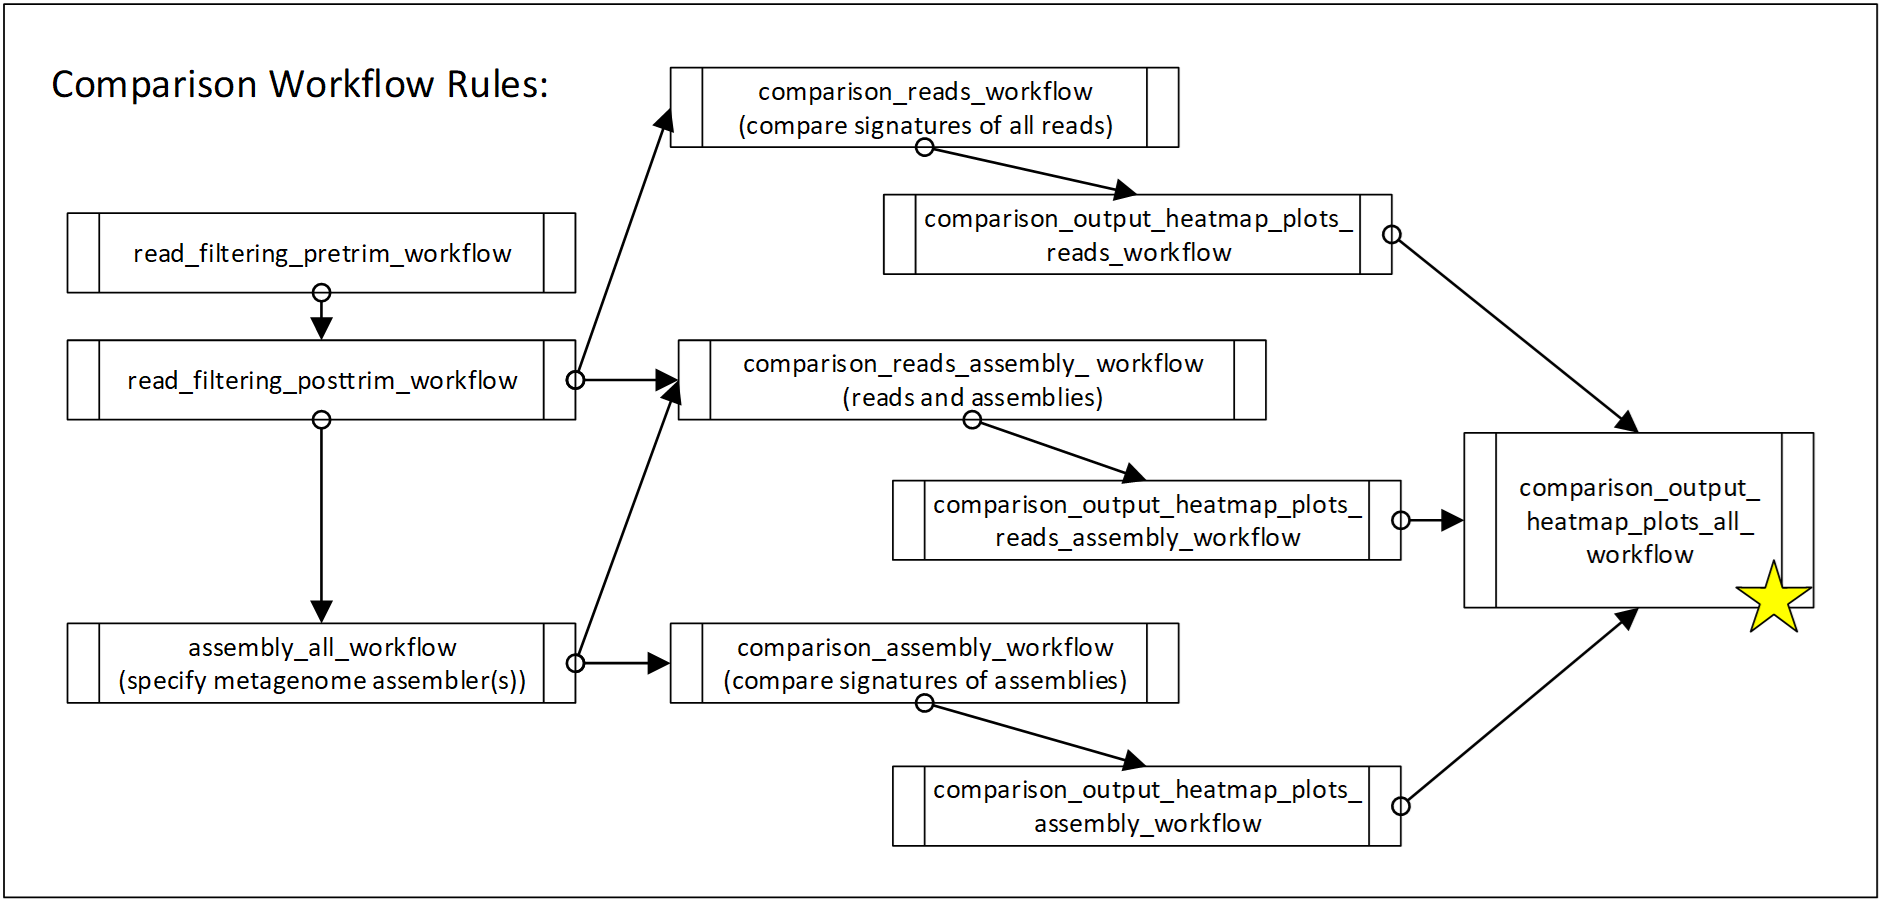 Comparison Workflow Rules:
comparison_reads_workflow
(compare signatures of all reads)
comparison_output_heatmap_plots_
reads_workflow
read_filtering_pretrim_workflow
read_filtering_posttrim_workflow
comparison_reads_assembly_ workflow
(reads and assemblies)
comparison_output_heatmap_plots_
reads_assembly_workflow
comparison_output_
heatmap_plots_all_
workflow
assembly_all_workflow
(specify metagenome assembler(s))
comparison_assembly_workflow
(compare signatures of assemblies)
comparison_output_heatmap_plots_
assembly_workflow